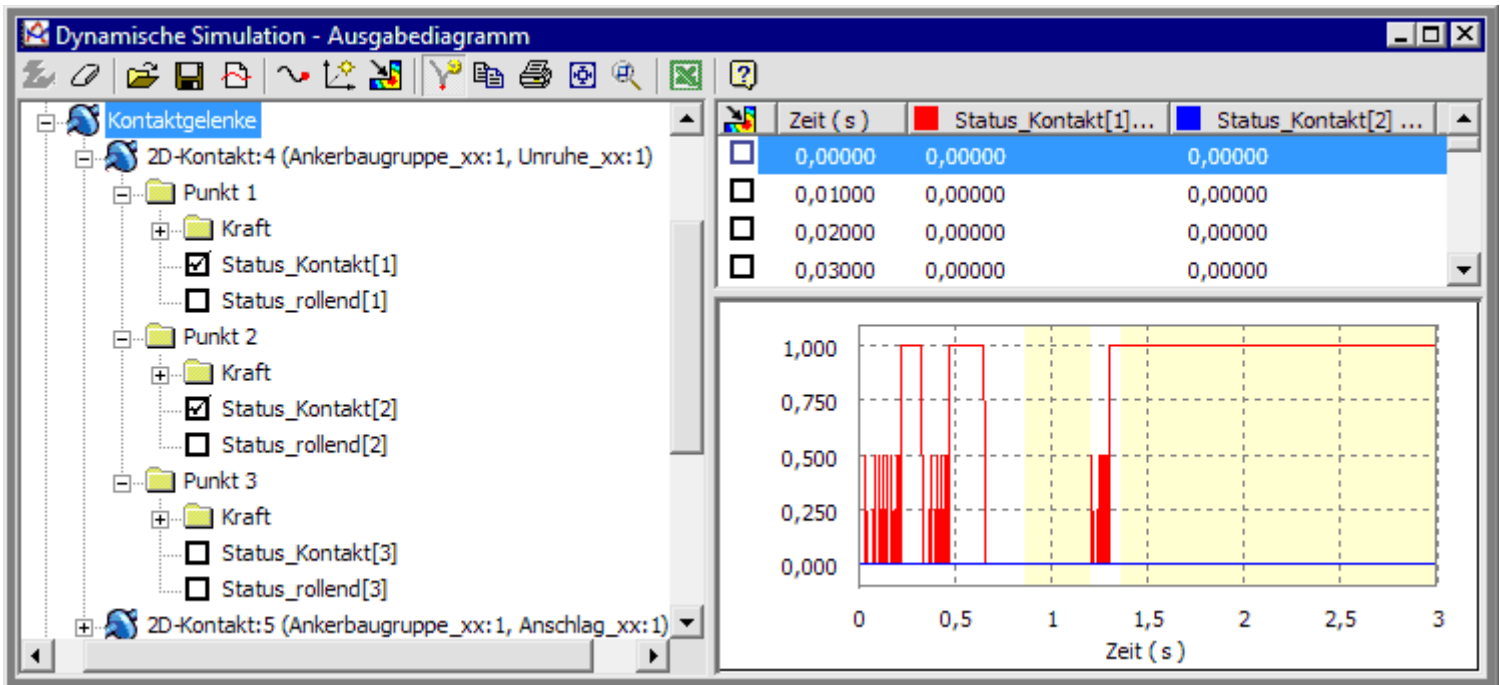 Dynamische Simulation - Ausgabediagramm
Kontaktgelenke
2D-Kontakt:4 (Ankerbaugruppe_xx:1, Unruhe_xx:1)
Punkt 1
Kraft
Status_Kontakt[1]
Status_rollend[1]
Punkt 2
Kraft
Status_Kontakt[2]
Status_rollend[2]
Punkt 3
Kraft
Status_Kontakt[3]
Status_rollend[3]
2D-Kontakt:5 (Ankerbaugruppe_xx:1, Anschlag_xx:1)
Zeit ( s ) Status_Kontakt[1]... Status_Kontakt[2] ...
0,00000 0,00000 0,00000
0,01000 0,00000 0,00000
0,02000 0,00000 0,00000
0,03000 0,00000 0,00000
1,000
0,750
0,500
0,250
0,000
0 0,5 1 1,5 2 2,5 3
Zeit ( s )